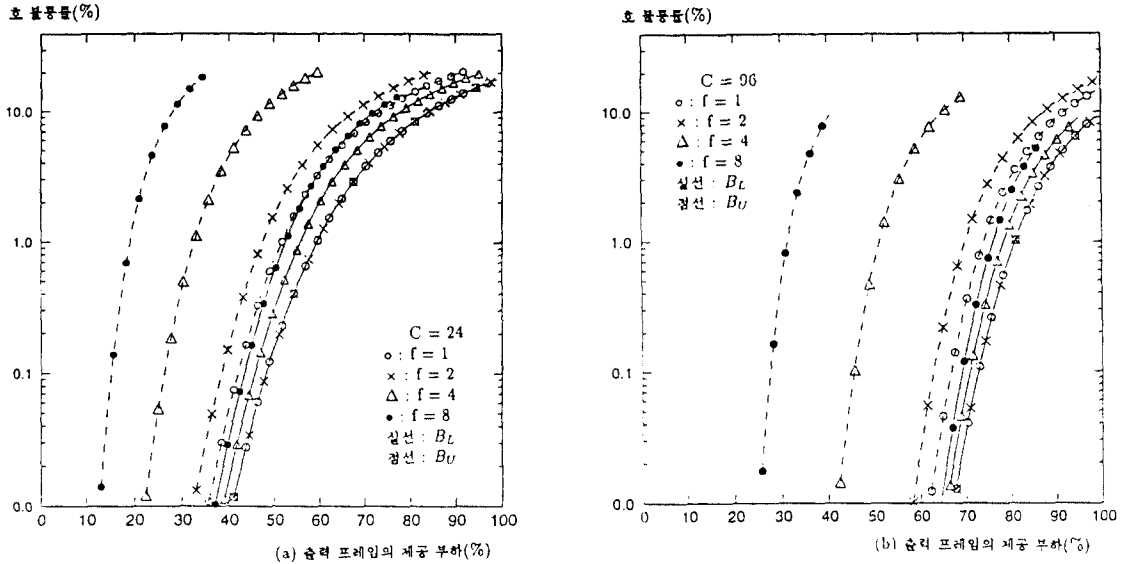 호 불통률(%)
10.0
1.0
0.1
0.0
0 10 20 30 40 50 60 70 80 90 100
C = 24
○ : f = 1
× : f = 2
△ : f = 4
● : f = 8
실선 : B_L
점선 : B_U
(a) 출력 프레임의 제공 부하(%)
호 불통률(%)
10.0
1.0
0.1
0.0
0 10 20 30 40 50 60 70 80 90 100
C = 96
○ : f = 1
× : f = 2
△ : f = 4
● : f = 8
실선 : B_L
점선 : B_U
(b) 출력 프레임의 제공 부하(%)